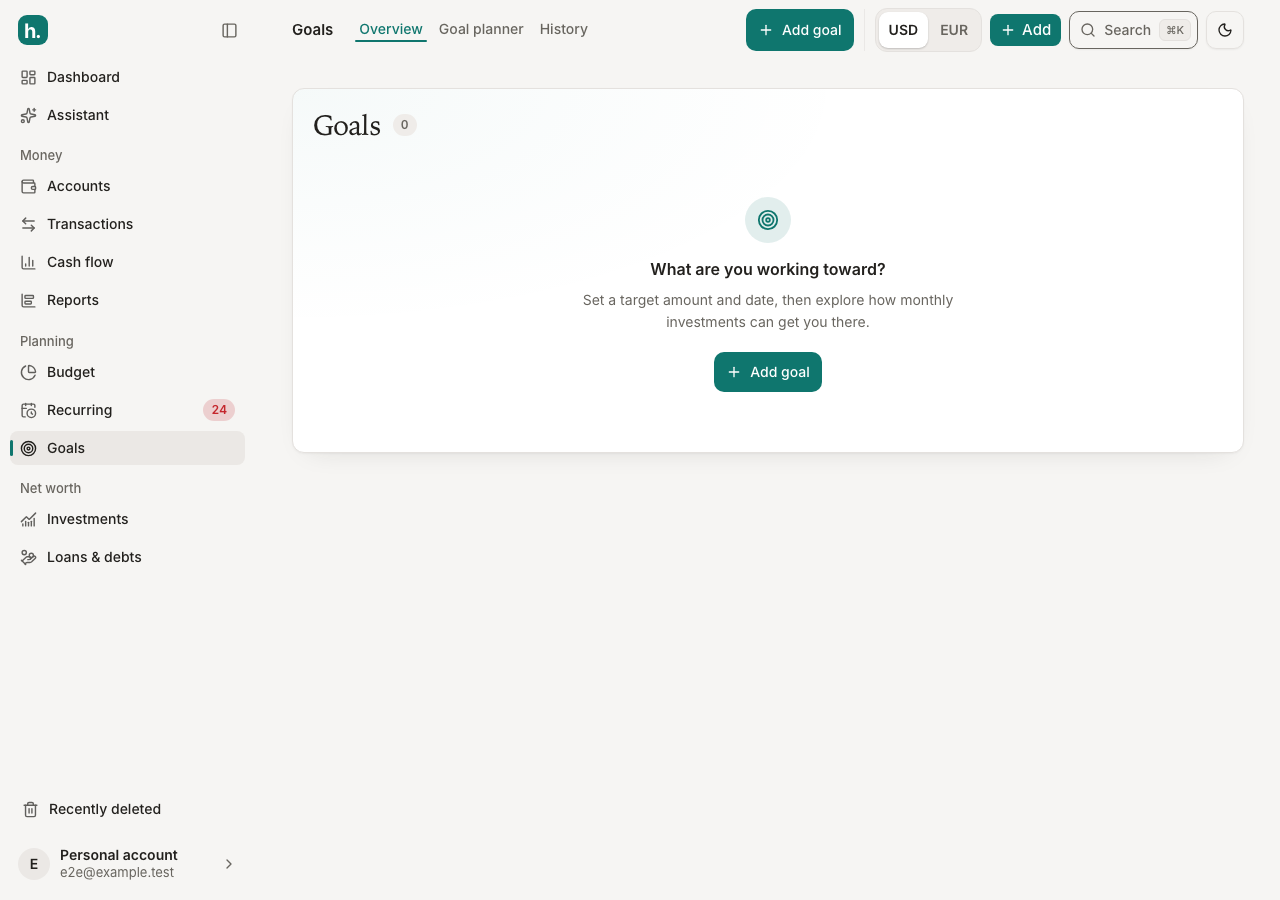 h.
Dashboard
Assistant
Money
Accounts
Transactions
Cash flow
Reports
Planning
Budget
Recurring 24
Goals
Net worth
Investments
Loans & debts
Recently deleted
E
Personal account
e2e@example.test
Goals Overview Goal planner History
Add goal
USD EUR
Add
Search ⌘K
Goals 0
What are you working toward?
Set a target amount and date, then explore how monthly
investments can get you there.
Add goal